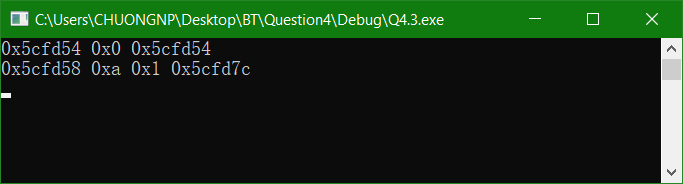 C:\Users\CHUONGNP\Desktop\BT\Question4\Debug\Q4.3.exe
0x5cfd54 0x0 0x5cfd54
0x5cfd58 0xa 0x1 0x5cfd7c